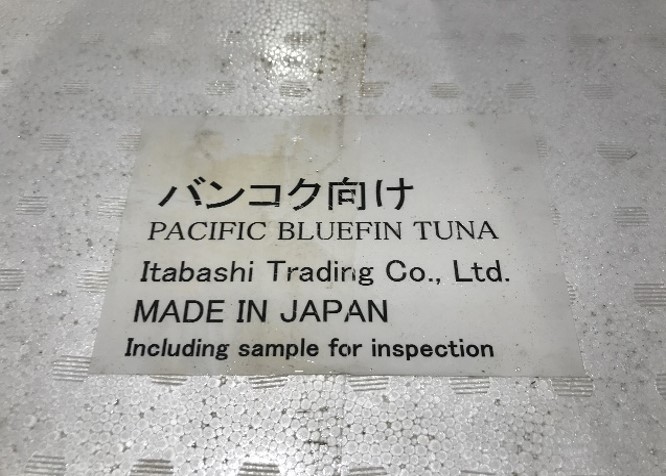 バンコク向け
PACIFIC BLUEFIN TUNA
Itabashi Trading Co., Ltd.
MADE IN JAPAN
Including sample for inspection